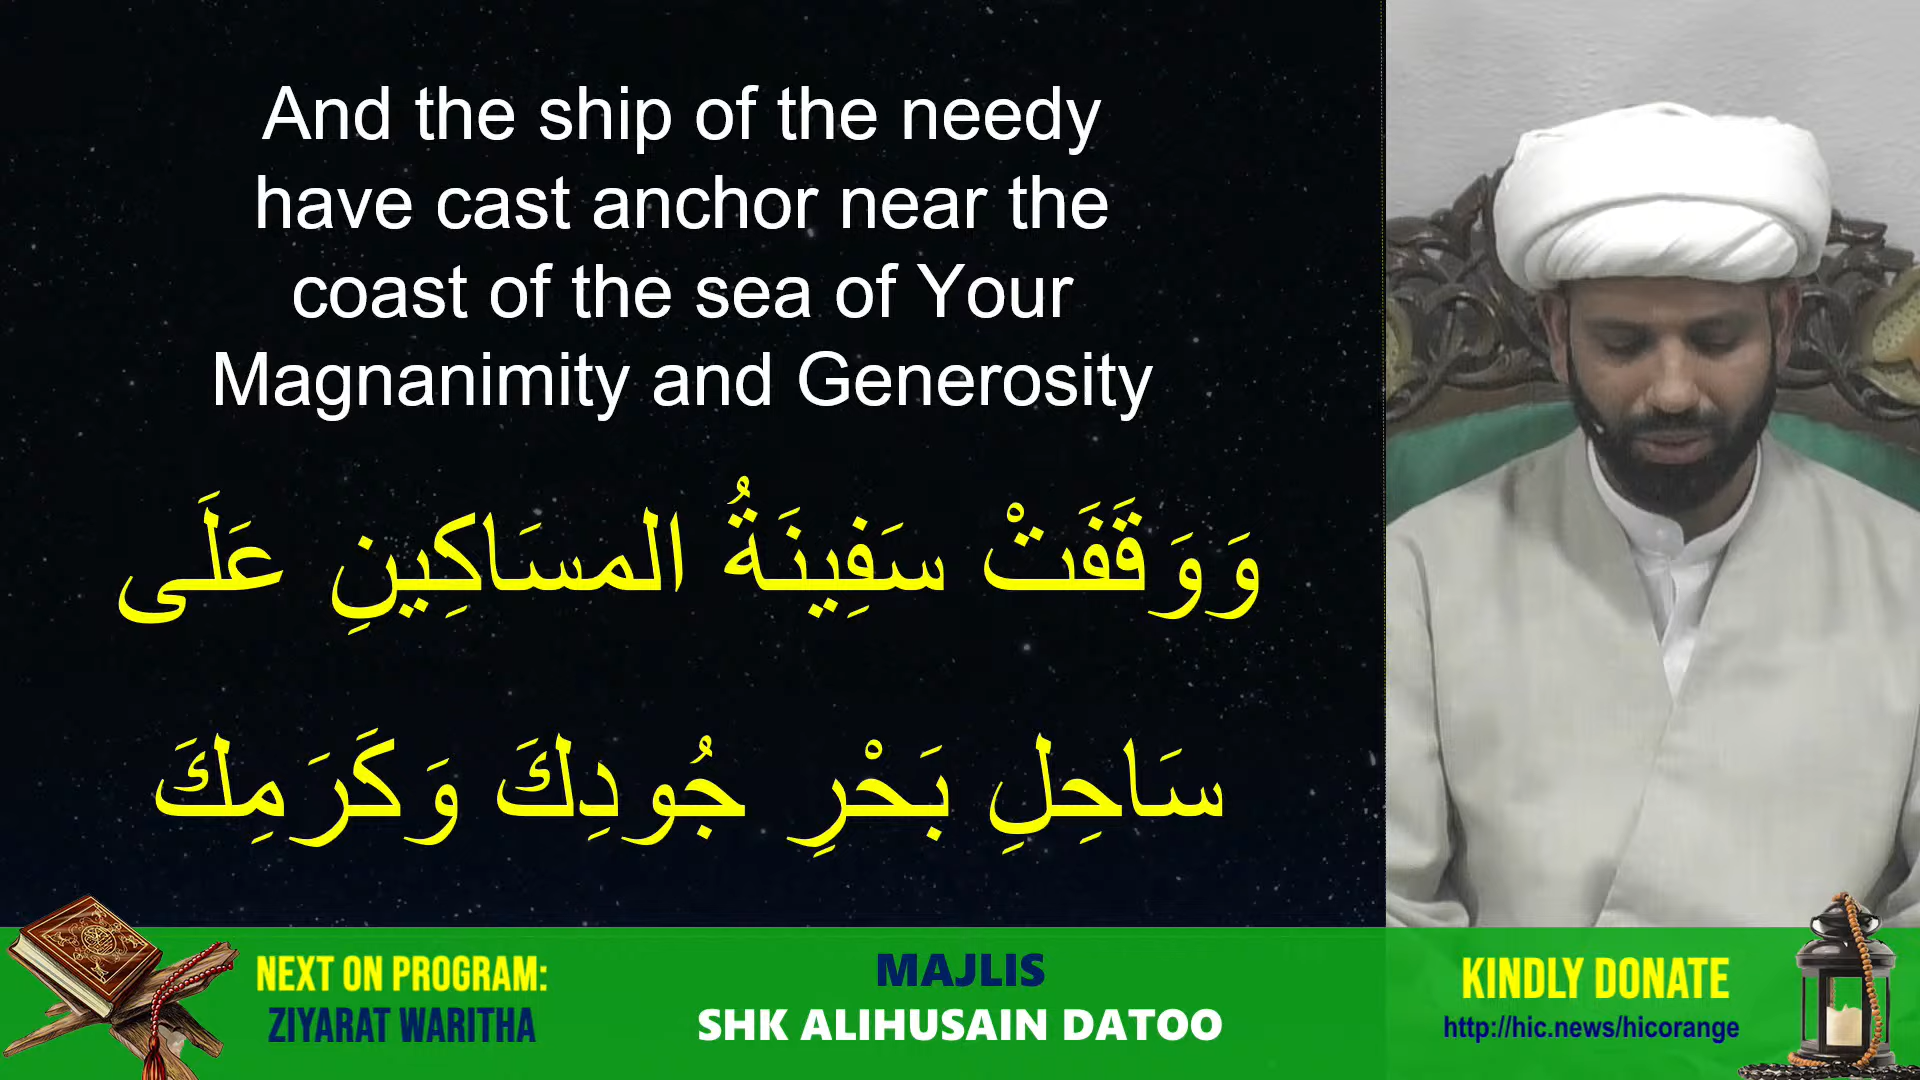 And the ship of the needy
have cast anchor near the
coast of the sea of Your
Magnanimity and Generosity
وَوَقَفَتْ سَفِينَةُ المسَاكِينِ عَلَى
سَاحِلِ بَحْرِ جُودِكَ وَكَرَمِكَ
NEXT ON PROGRAM:
ZIYARAT WARITHA
MAJLIS
SHK ALIHUSAIN DATOO
KINDLY DONATE
http://hic.news/hicorange